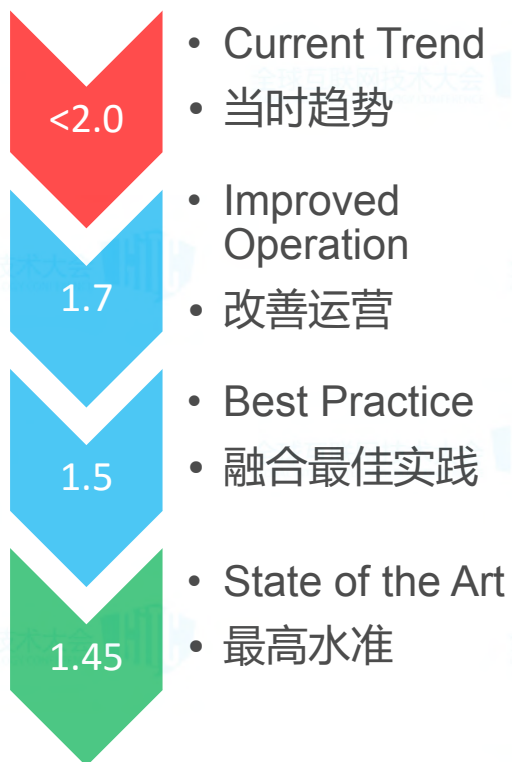 <2.0
• Current Trend
• 当时趋势
1.7
• Improved
Operation
• 改善运营
1.5
• Best Practice
• 融合最佳实践
1.45
• State of the Art
• 最高水准